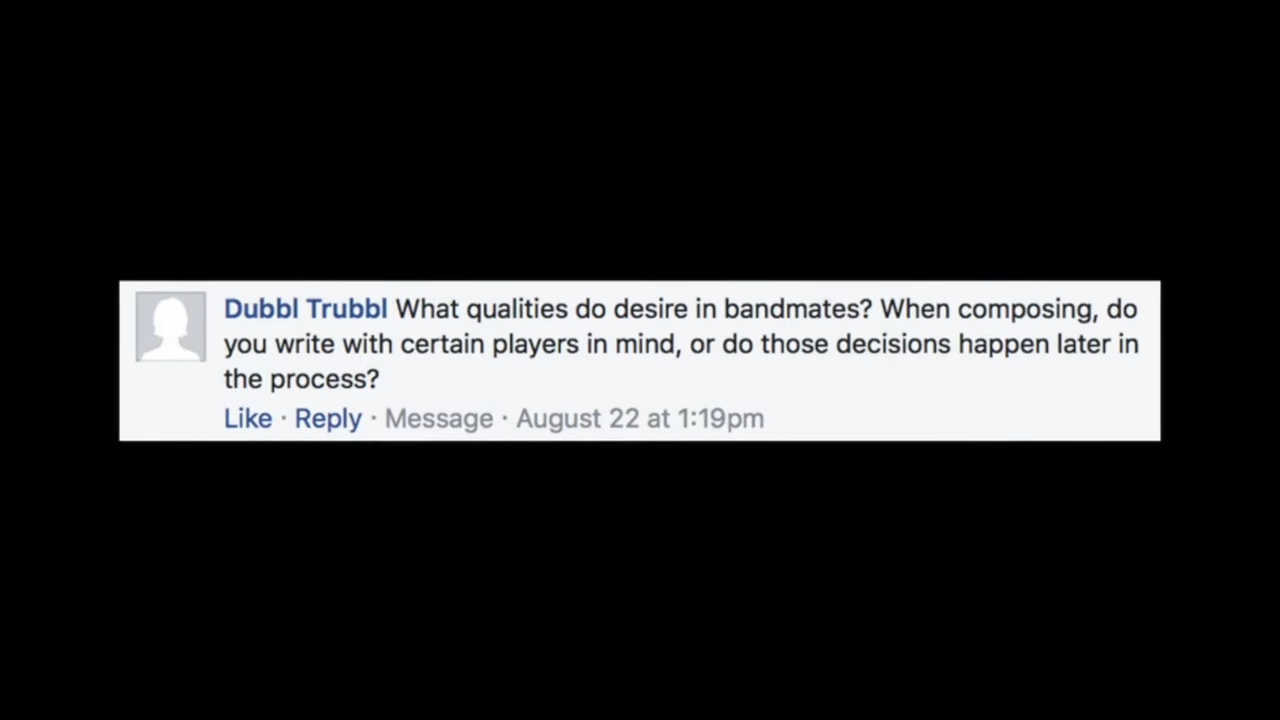 Dubbl Trubbl What qualities do desire in bandmates? When composing, do
you write with certain players in mind, or do those decisions happen later in
the process?
Like · Reply · Message · August 22 at 1:19pm